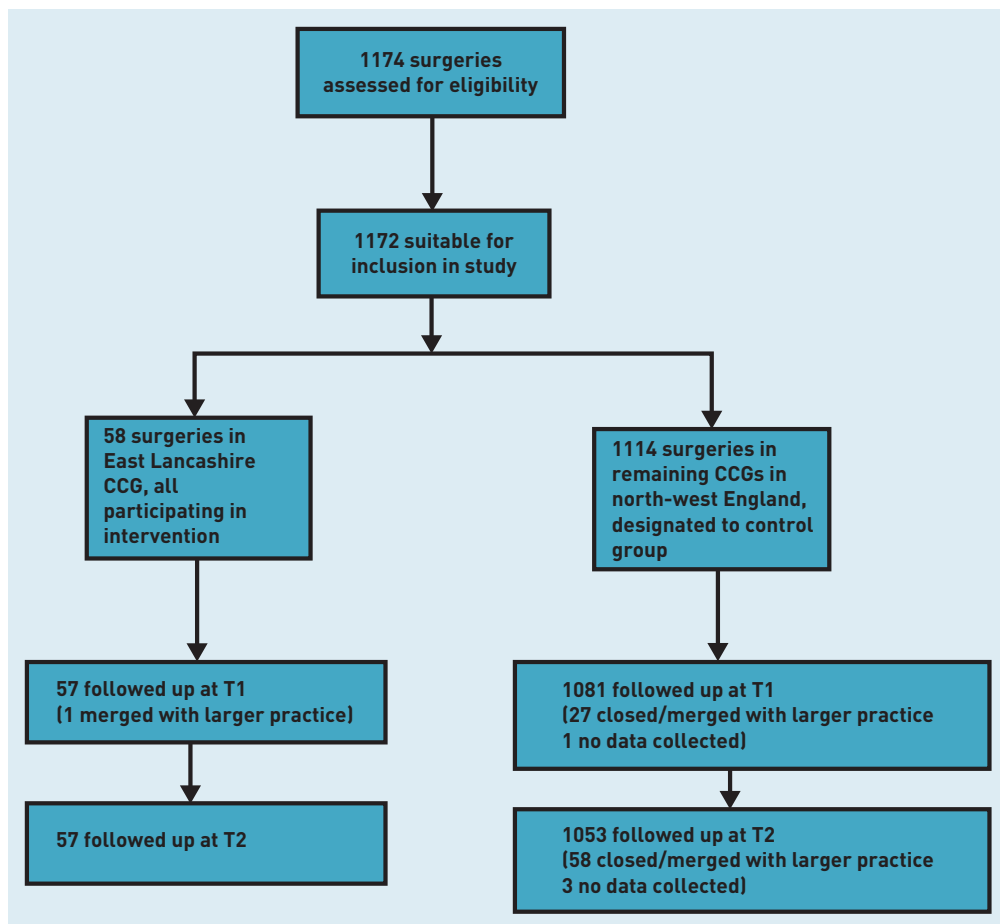 1174 surgeries
assessed for eligibility
1172 suitable for
inclusion in study
58 surgeries in
East Lancashire
CCG, all
participating in
intervention
1114 surgeries in
remaining CCGs in
north-west England,
designated to control
group
57 followed up at T1
(1 merged with larger practice)
1081 followed up at T1
(27 closed/merged with larger practice
1 no data collected)
57 followed up at T2
1053 followed up at T2
(58 closed/merged with larger practice
3 no data collected)